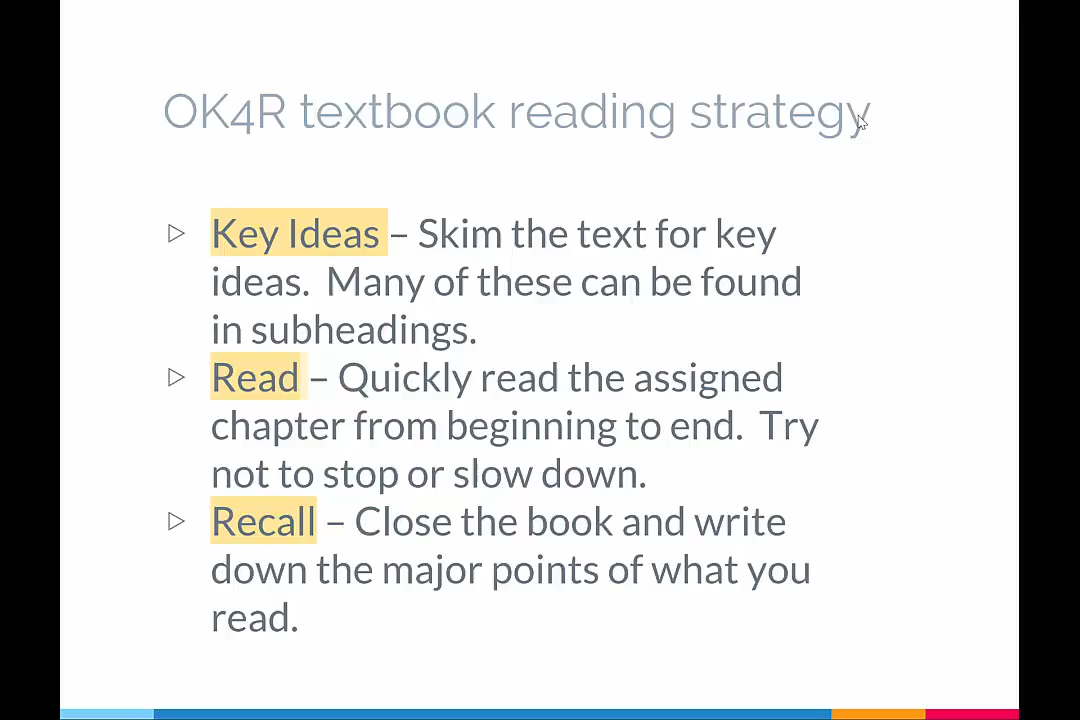 OK4R textbook reading strategy
▷ Key Ideas – Skim the text for key
ideas.  Many of these can be found
in subheadings.
▷ Read – Quickly read the assigned
chapter from beginning to end.  Try
not to stop or slow down.
▷ Recall – Close the book and write
down the major points of what you
read.